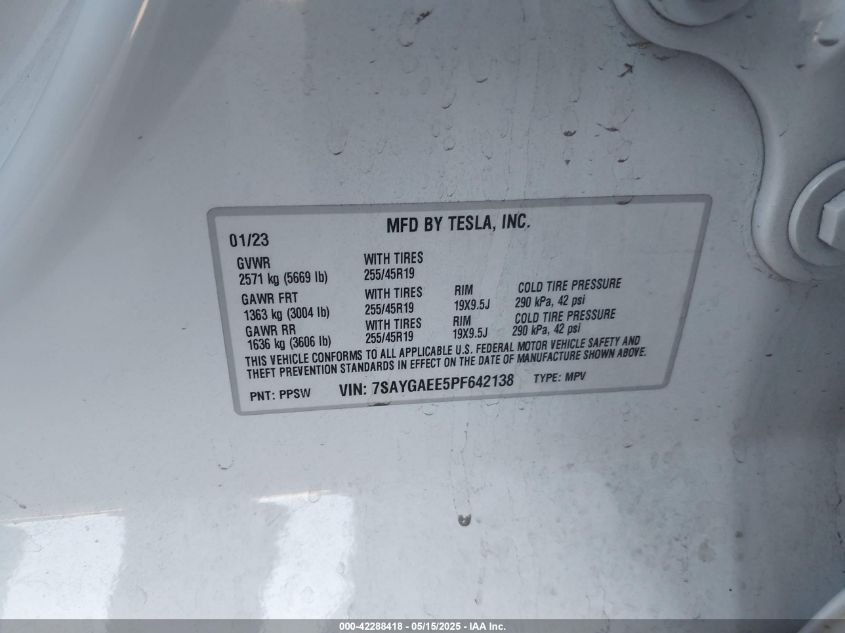 MFD BY TESLA, INC.
01/23
GVWR WITH TIRES
2571 kg (5669 lb) 255/45R19
GAWR FRT WITH TIRES RIM COLD TIRE PRESSURE
1363 kg (3004 lb) 255/45R19 19X9.5J 290 kPa, 42 psi
GAWR RR WITH TIRES RIM COLD TIRE PRESSURE
1636 kg (3606 lb) 255/45R19 19X9.5J 290 kPa, 42 psi
THIS VEHICLE CONFORMS TO ALL APPLICABLE U.S. FEDERAL MOTOR VEHICLE SAFETY AND
THEFT PREVENTION STANDARDS IN EFFECT ON THE DATE OF MANUFACTURE SHOWN ABOVE.
PNT: PPSW VIN: 7SAYGAEE5PF642138 TYPE: MPV
000-42288418 - 05/15/2025 - IAA Inc.